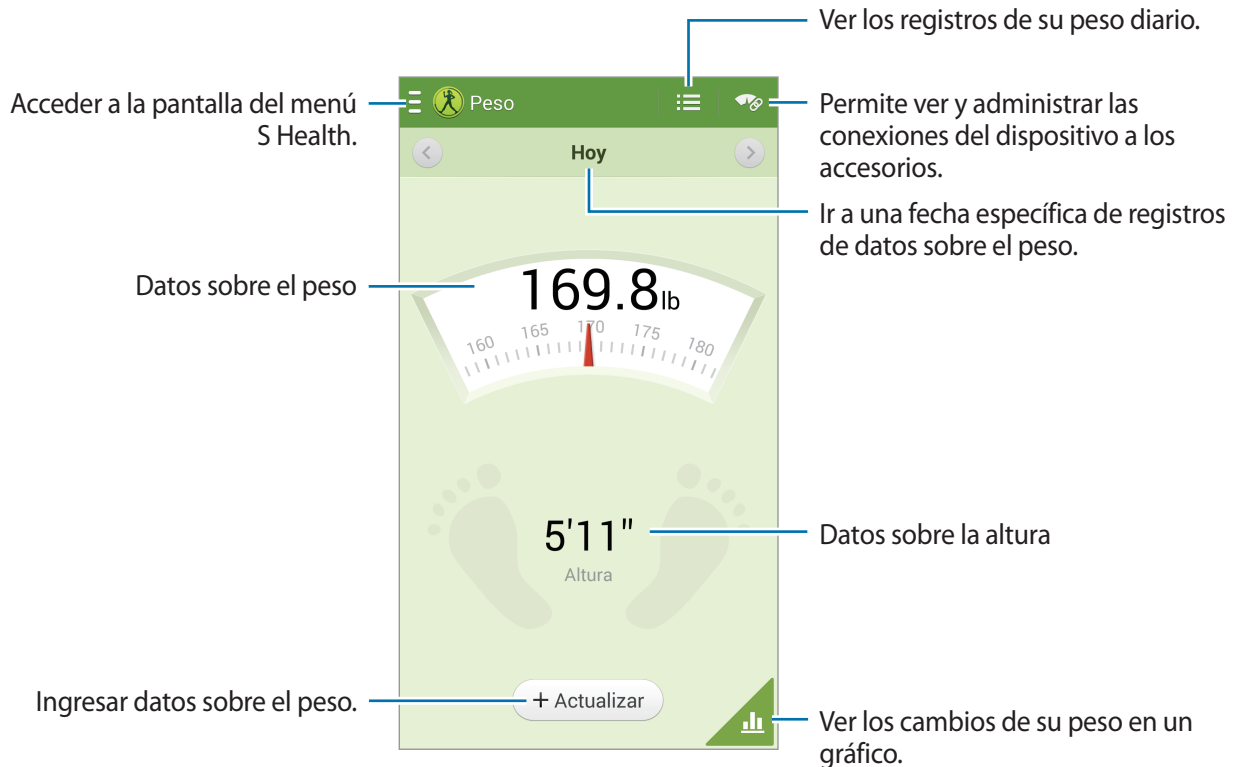 Ver los registros de su peso diario.
Acceder a la pantalla del menú
S Health.
Peso
Permite ver y administrar las
conexiones del dispositivo a los
accesorios.
Hoy
Ir a una fecha específica de registros
de datos sobre el peso.
Datos sobre el peso
169.8lb
160 165 170 175 180
5'11"
Altura
Datos sobre la altura
Ingresar datos sobre el peso.
+ Actualizar
Ver los cambios de su peso en un
gráfico.